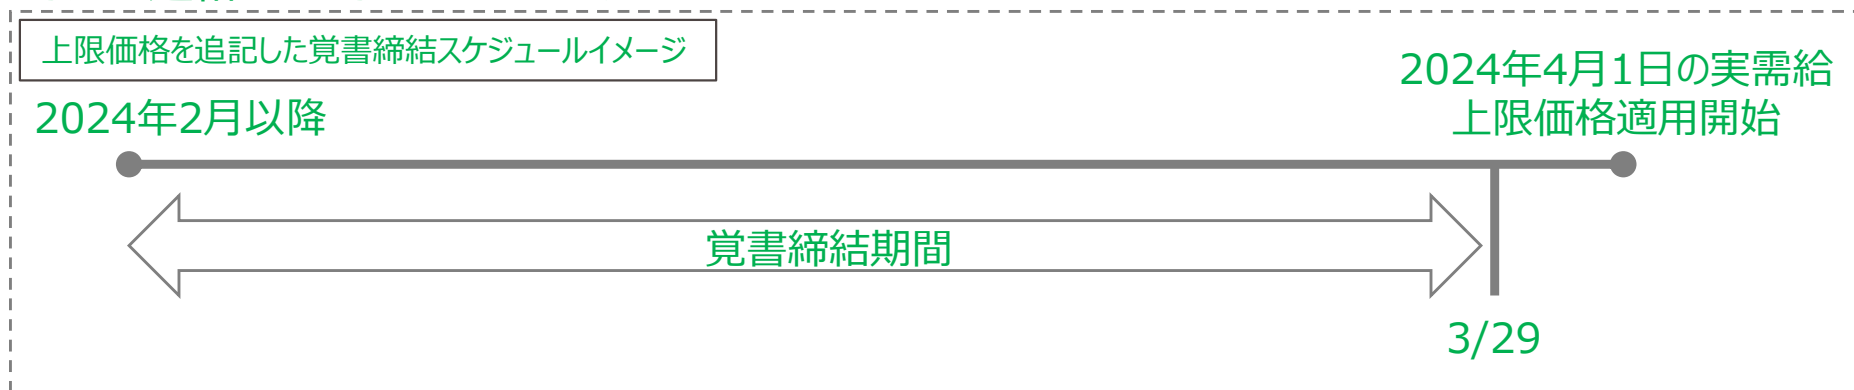 上限価格を追記した覚書締結スケジュールイメージ
2024年2月以降
2024年4月1日の実需給
上限価格適用開始
覚書締結期間
3/29